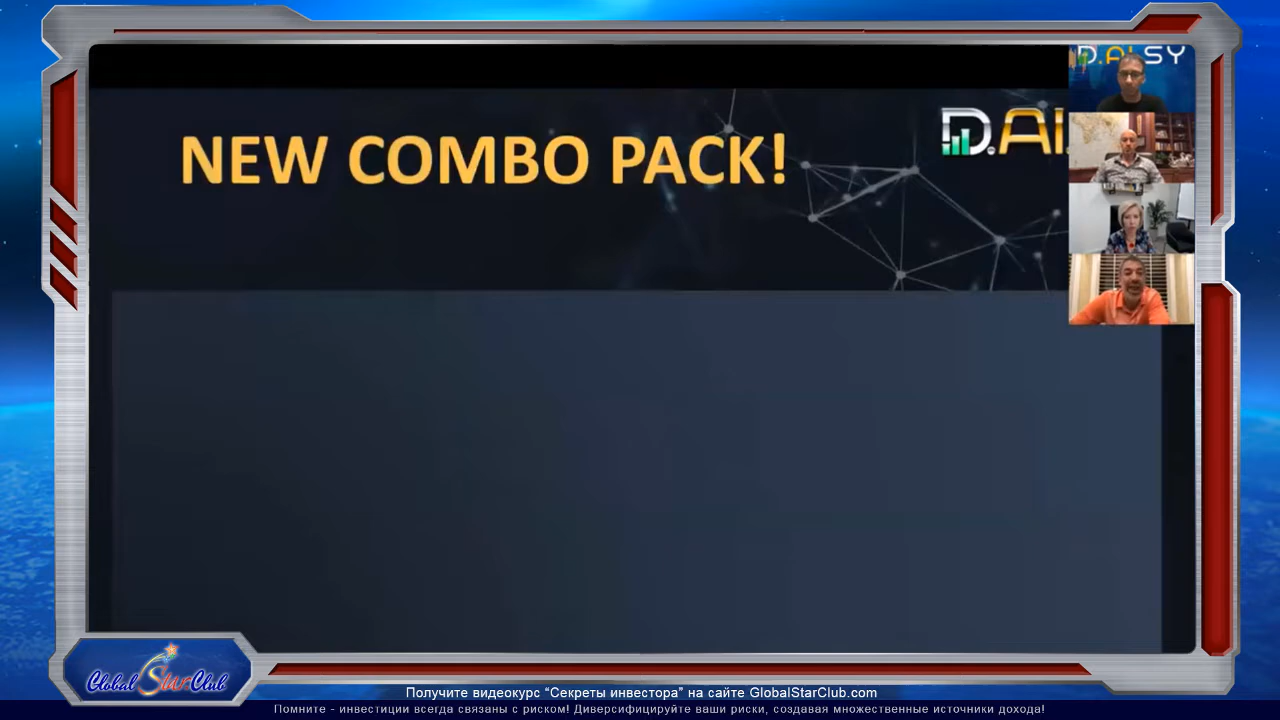 D.AI.SY
NEW COMBO PACK!
D.AI.
Global Star Club
Получите видеокурс “Секреты инвестора” на сайте GlobalStarClub.com
Помните - инвестиции всегда связаны с риском! Диверсифицируйте ваши риски, создавая множественные источники дохода!